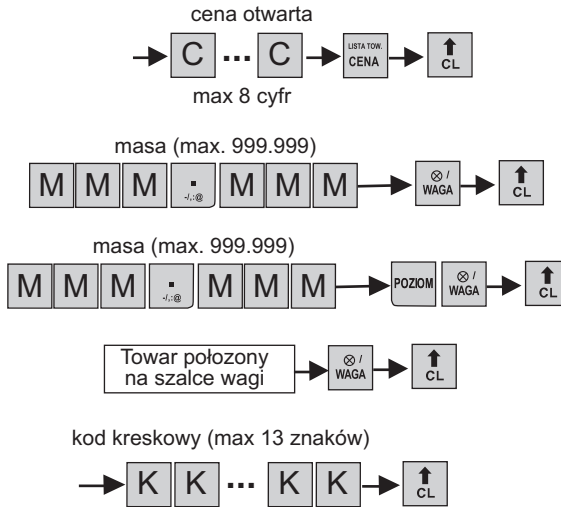 cena otwarta
C ... C LISTA TOW. CENA CL
max 8 cyfr
masa (max. 999.999)
M M M . -/,:@ M M M ⊗ / WAGA CL
masa (max. 999.999)
M M M . -/,:@ M M M POZIOM ⊗ / WAGA CL
Towar połozony
na szalce wagi ⊗ / WAGA CL
kod kreskowy (max 13 znaków)
K K ... K K CL